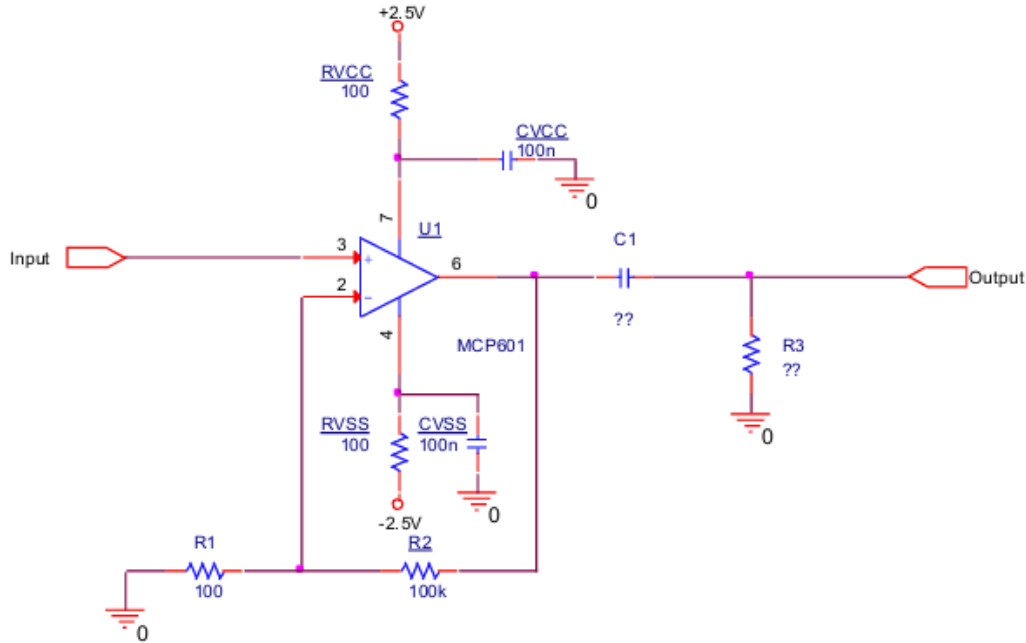 +2.5V
RVCC
100
CVCC
100n
0
7
U1
Input
3
+
2
-
6
C1
??
Output
4
MCP601
R3
??
0
RVSS
100
CVSS
100n
0
-2.5V
R1
100
R2
100k
0